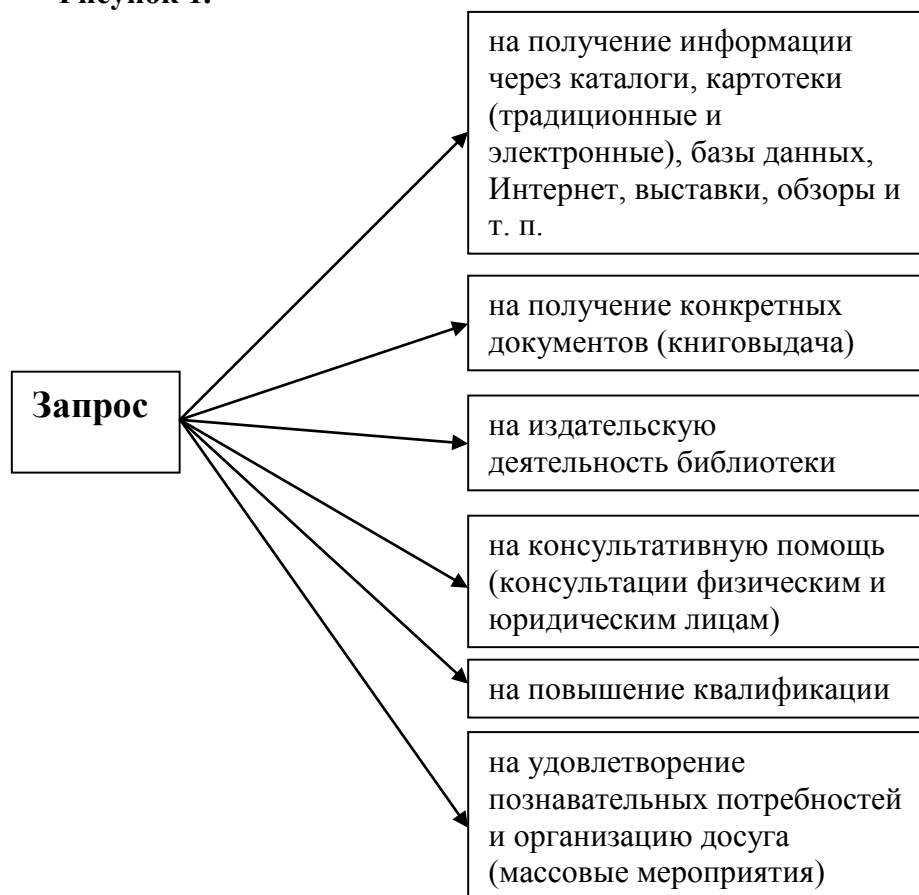 Рисунок 1.
на получение информации
через каталоги, картотеки
(традиционные и
электронные), базы данных,
Интернет, выставки, обзоры и
т. п.
на получение конкретных
документов (книговыдача)
Запрос
на издательскую
деятельность библиотеки
на консультативную помощь
(консультации физическим и
юридическим лицам)
на повышение квалификации
на удовлетворение
познавательных потребностей
и организацию досуга
(массовые мероприятия)